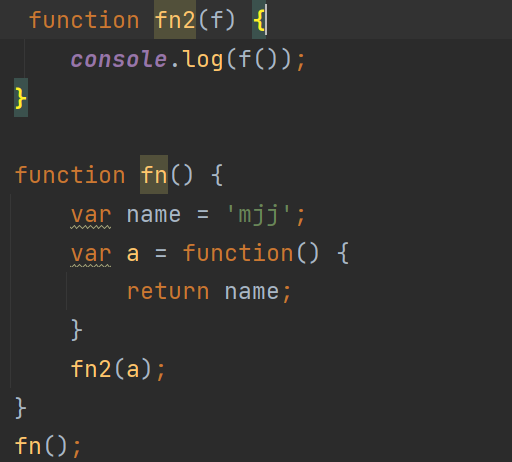 function fn2(f) {
    console.log(f());
}

function fn() {
    var name = 'mjj';
    var a = function() {
        return name;
    }
    fn2(a);
}
fn();